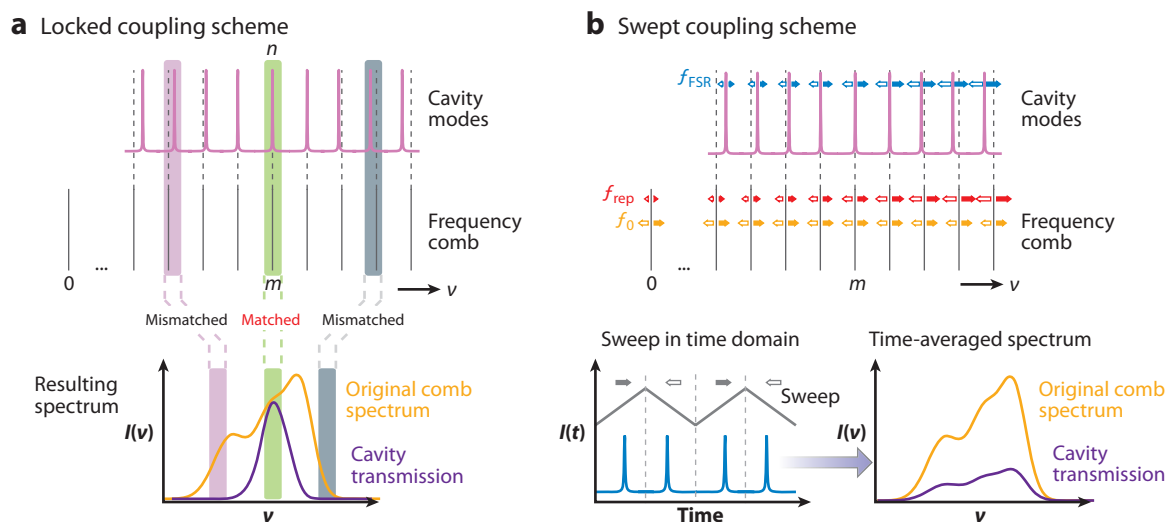 a Locked coupling scheme
n
Cavity
modes
Frequency
comb
0
...
m
ν
Mismatched
Matched
Mismatched
Resulting
spectrum
Original comb
spectrum
I(ν)
Cavity
transmission
ν
b Swept coupling scheme
fFSR
Cavity
modes
frep
f0
Frequency
comb
0
...
m
ν
Sweep in time domain
Sweep
I(t)
Time
Time-averaged spectrum
I(ν)
Original comb
spectrum
Cavity
transmission
ν